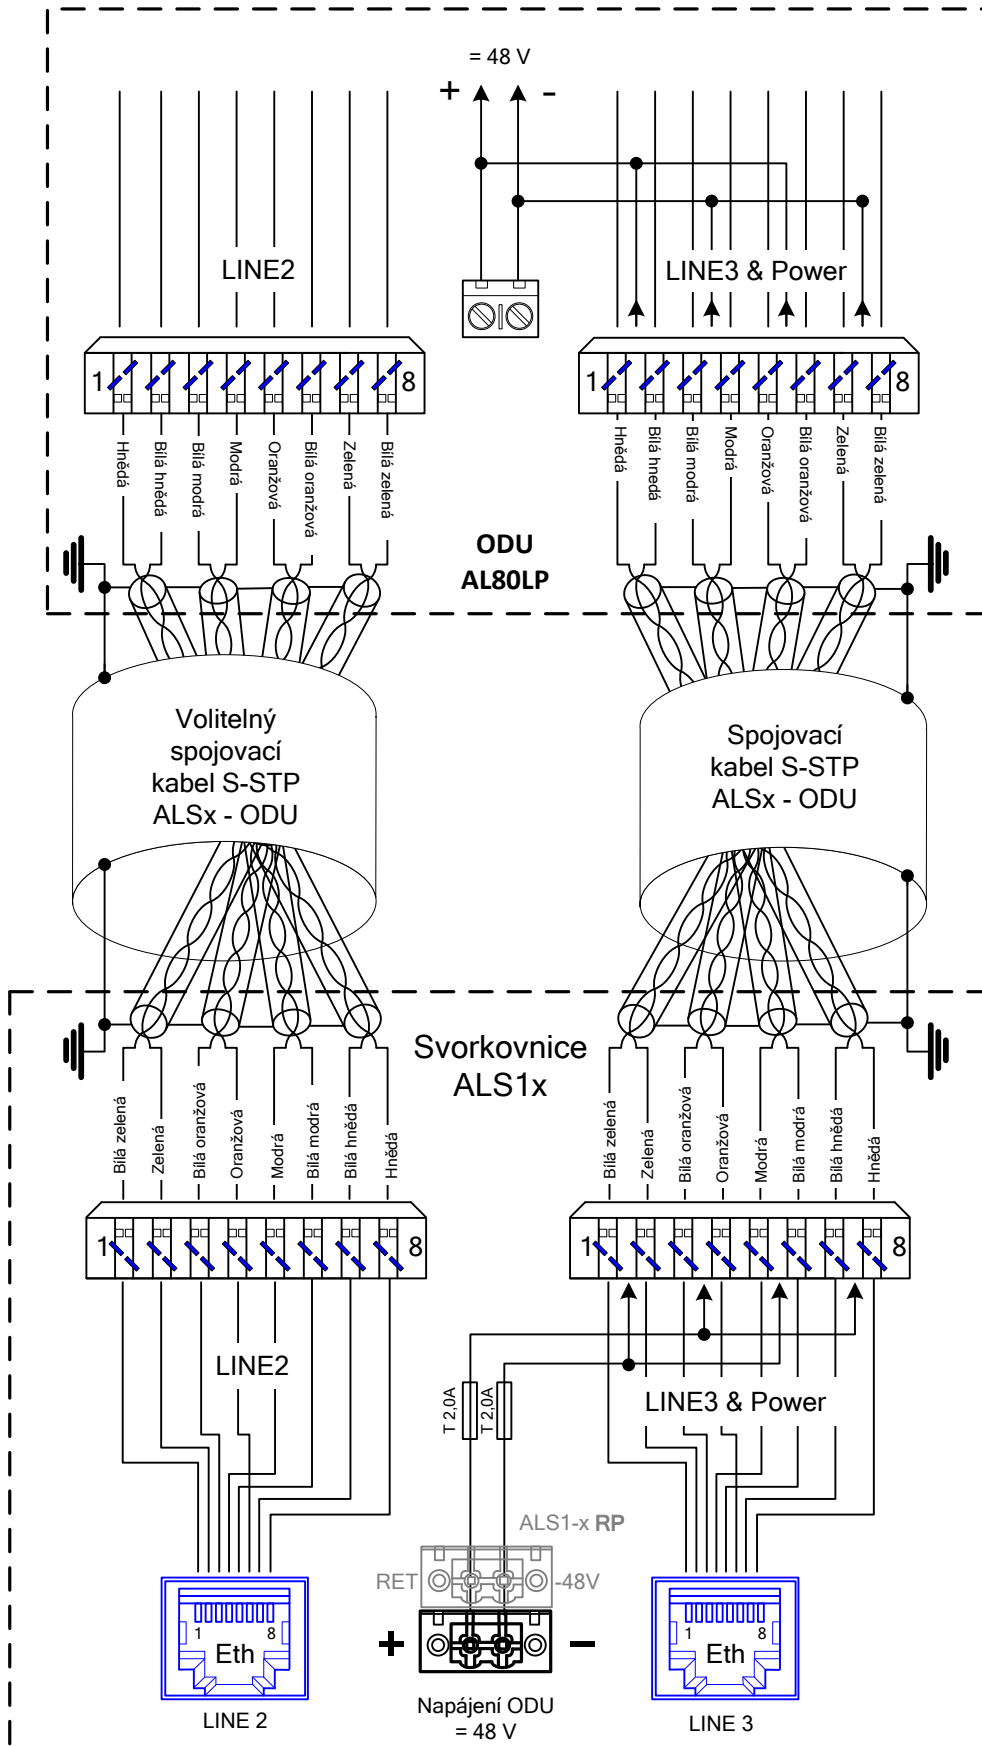 = 48 V
+ -
LINE2
LINE3 & Power
1 8
1 8
Hnědá
Bílá hnědá
Bílá modrá
Modrá
Oranžová
Bílá oranžová
Zelená
Bílá zelená
Hnědá
Bílá hnedá
Bílá modrá
Modrá
Oranžová
Bílá oranžová
Zelená
Bílá zelená
ODU
AL80LP
Volitelný
spojovací
kabel S-STP
ALSx - ODU
Spojovací
kabel S-STP
ALSx - ODU
Svorkovnice
ALS1x
Bílá zelená
Zelená
Bílá oranžová
Oranžová
Modrá
Bílá modrá
Bílá hnědá
Hnědá
Bílá zelená
Zelená
Bílá oranžová
Oranžová
Modrá
Bílá modrá
Bílá hnědá
Hnědá
1 8
1 8
LINE2
T 2,0A
T 2,0A
LINE3 & Power
ALS1-x RP
RET
-48V
1 8
Eth
+ −
1 8
Eth
LINE 2
Napájení ODU
= 48 V
LINE 3